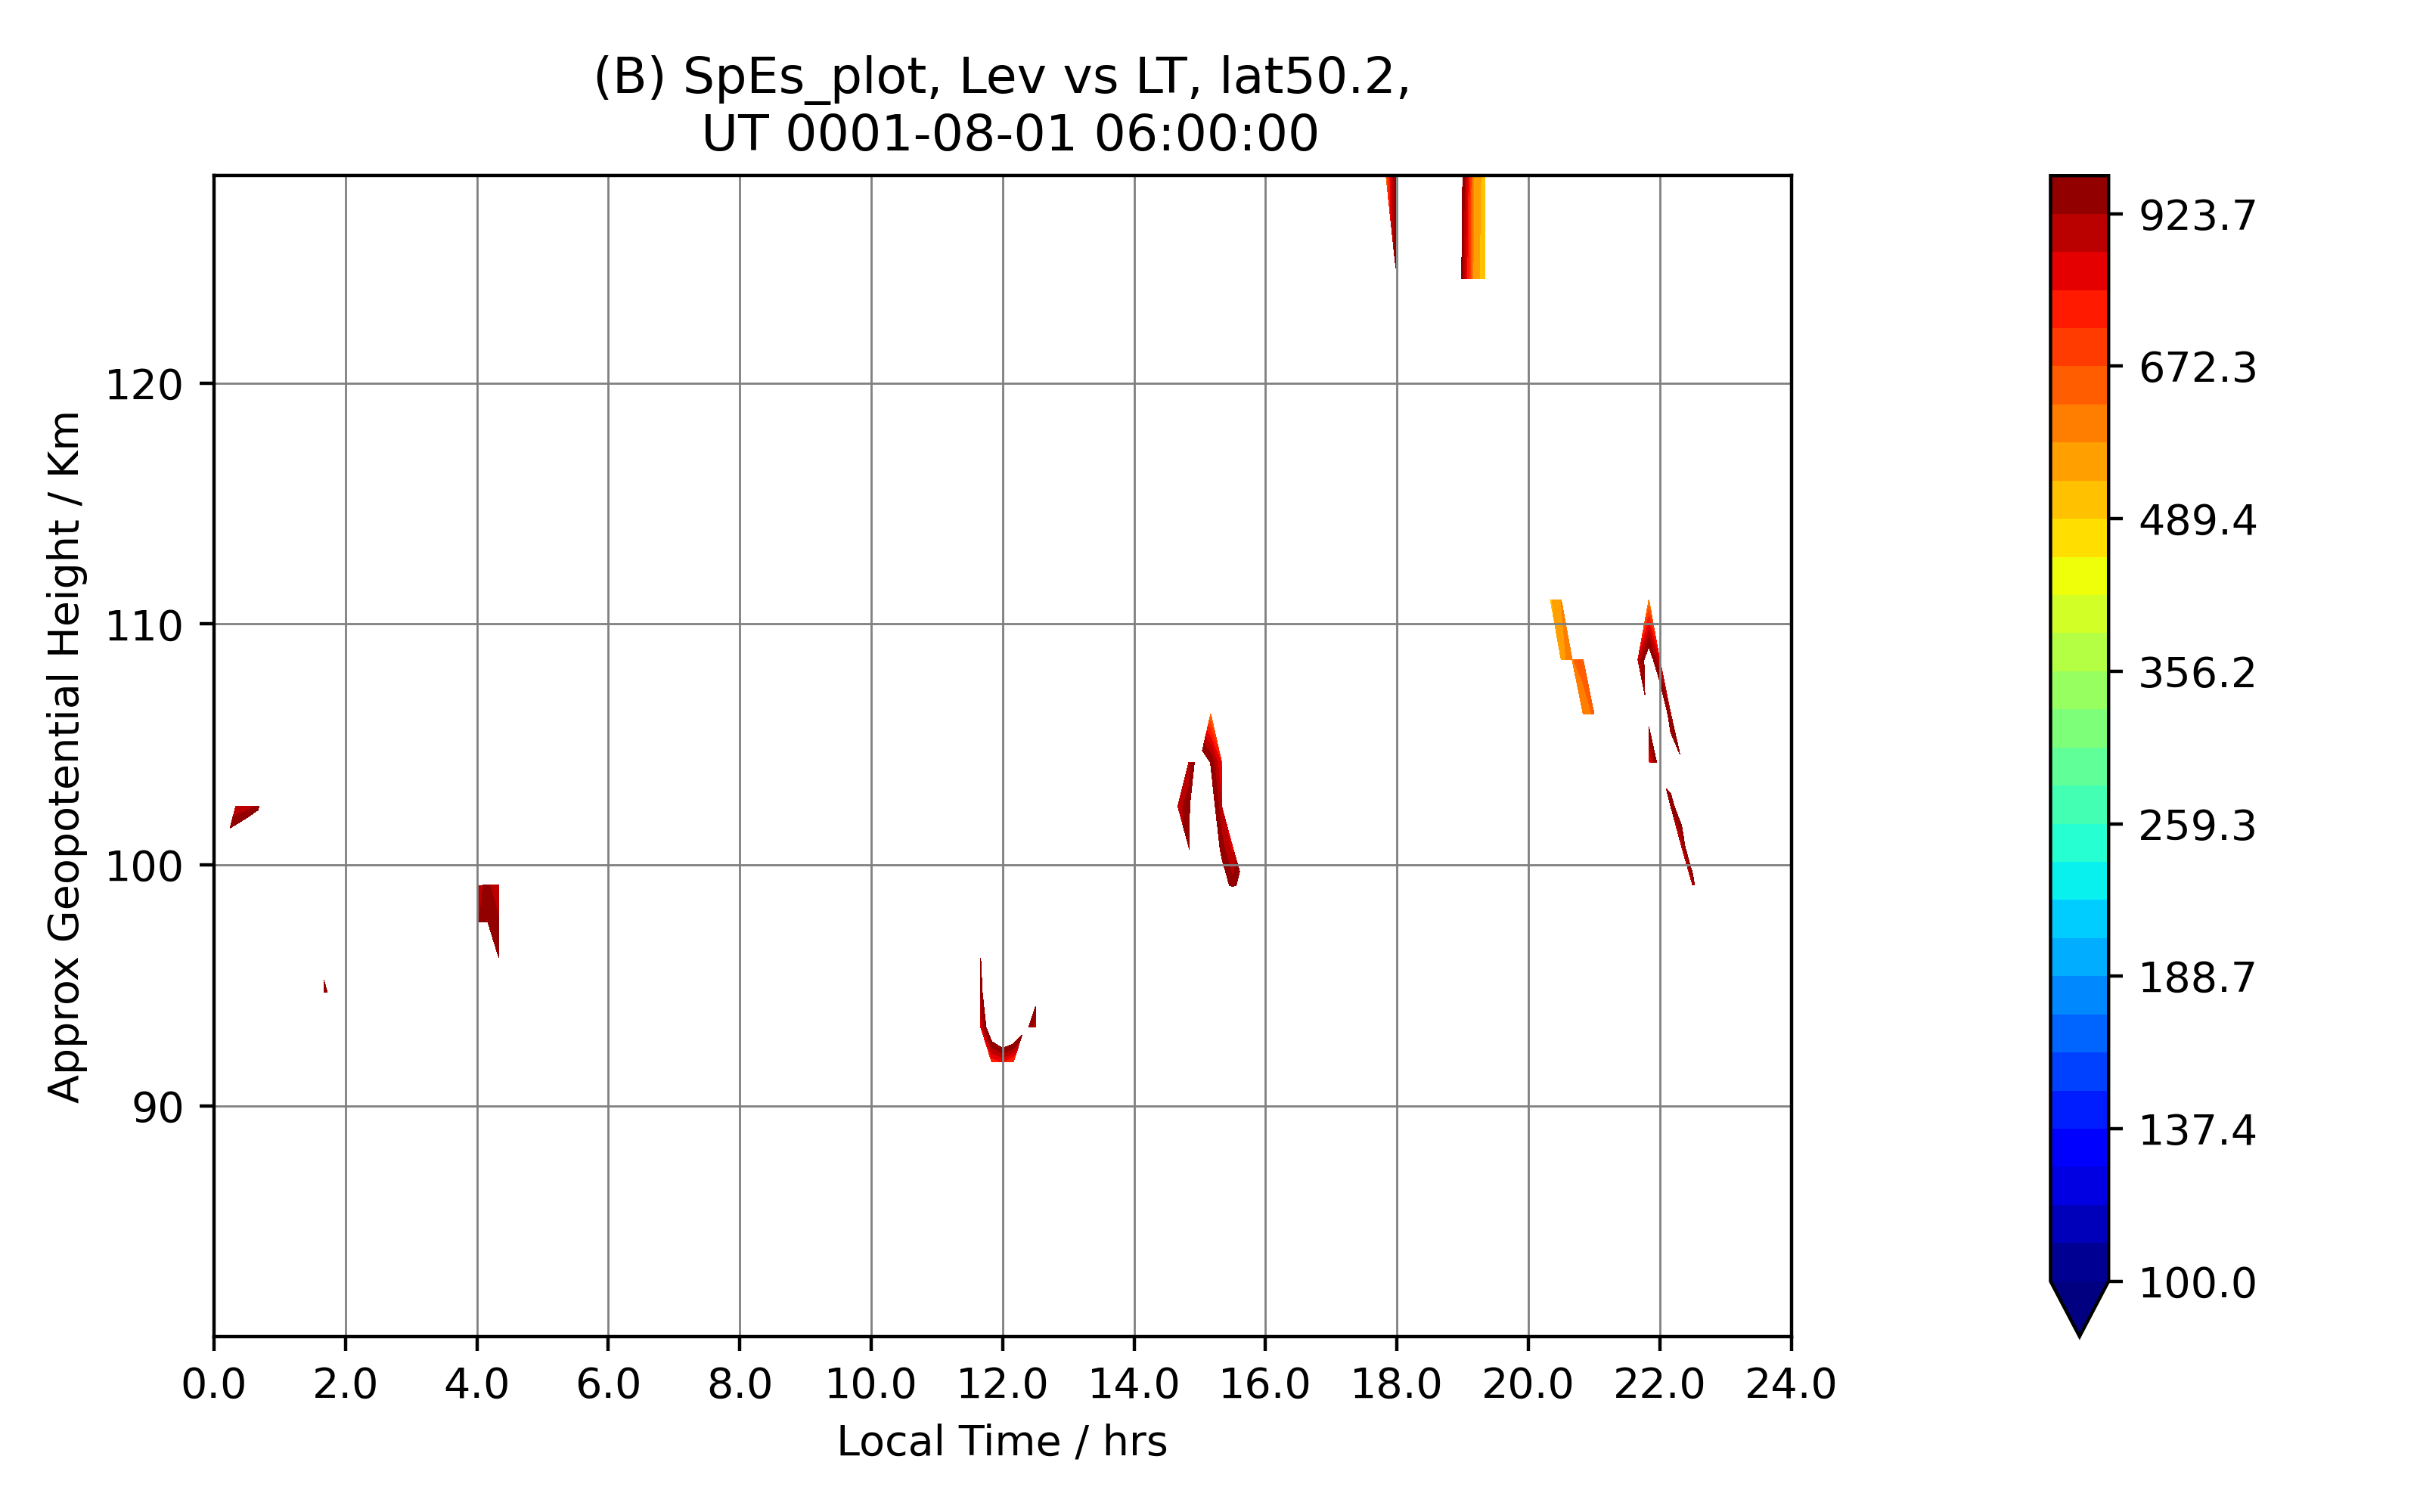 (B) SpEs_plot, Lev vs LT, lat50.2,
UT 0001-08-01 06:00:00
Approx Geopotential Height / Km
120
110
100
90
0.0 2.0 4.0 6.0 8.0 10.0 12.0 14.0 16.0 18.0 20.0 22.0 24.0
Local Time / hrs
923.7
672.3
489.4
356.2
259.3
188.7
137.4
100.0